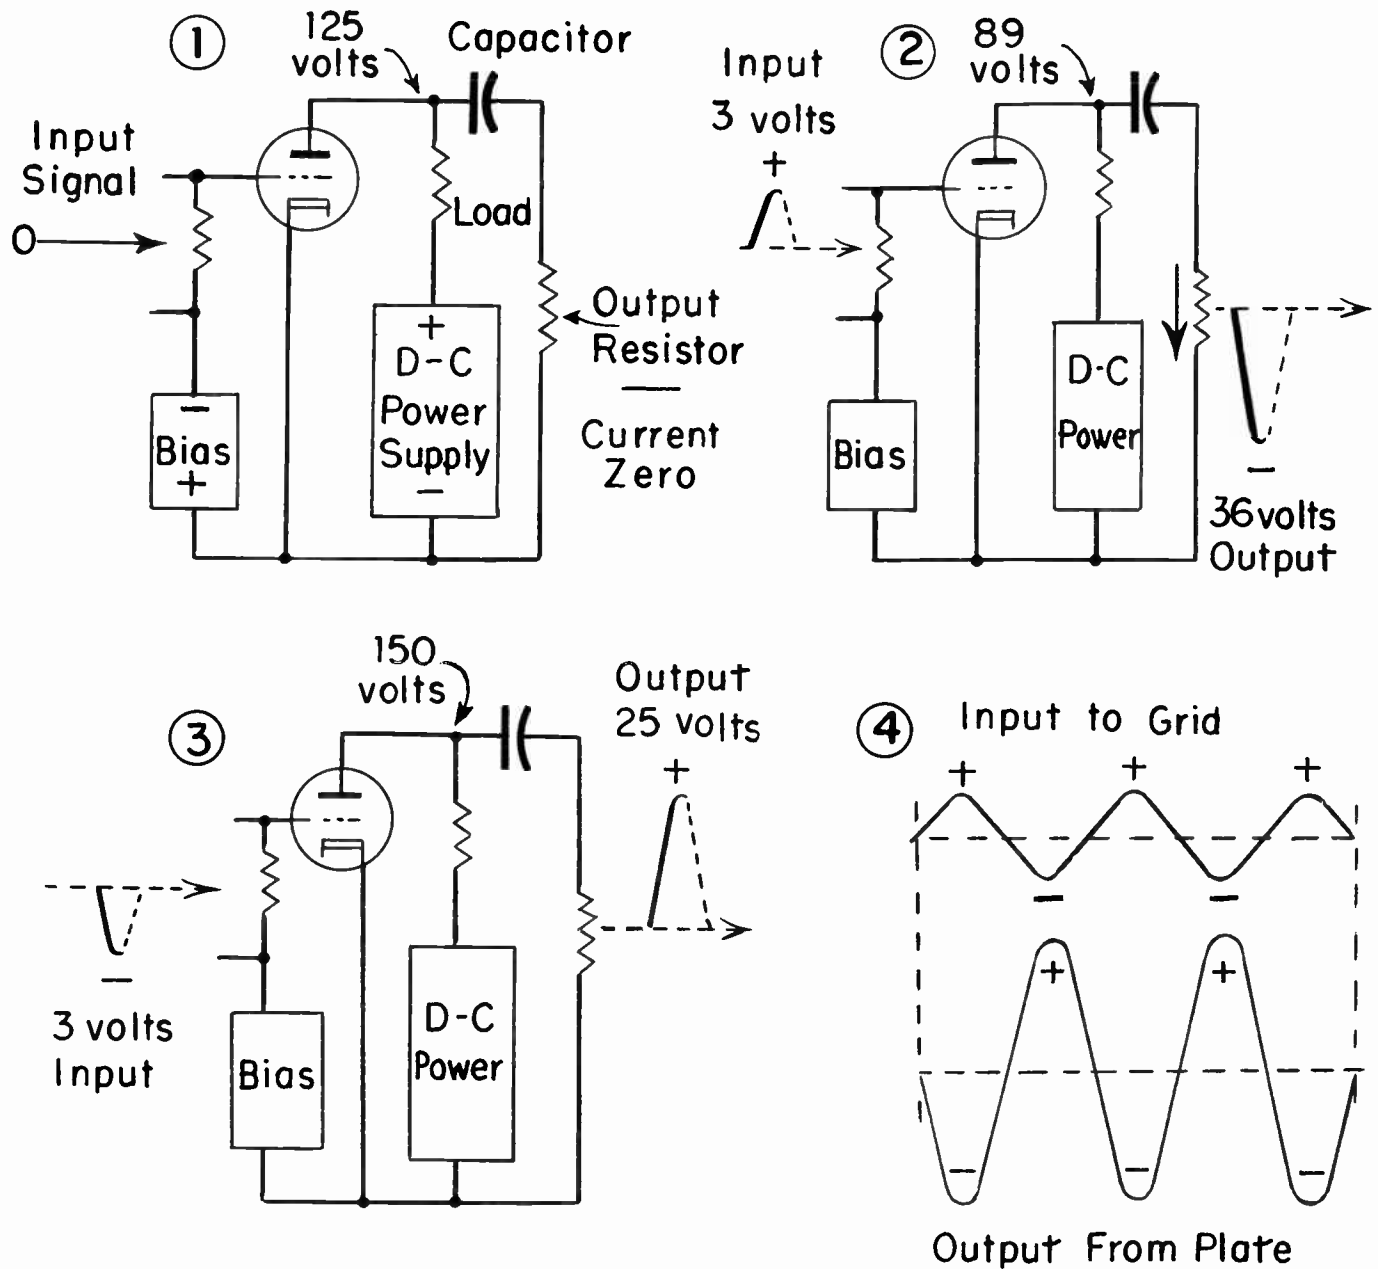 1
125
volts
Capacitor
Input
Signal
0
Load
+
D-C
Power
Supply
−
−
Bias
+
Output
Resistor
—
Current
Zero
2
89
volts
Input
3 volts
+
D-C
Power
Bias
−
36 volts
Output
3
150
volts
Output
25 volts
+
−
3 volts
Input
Bias
D-C
Power
4
Input to Grid
+ + +
− −
+ +
− − −
Output From Plate